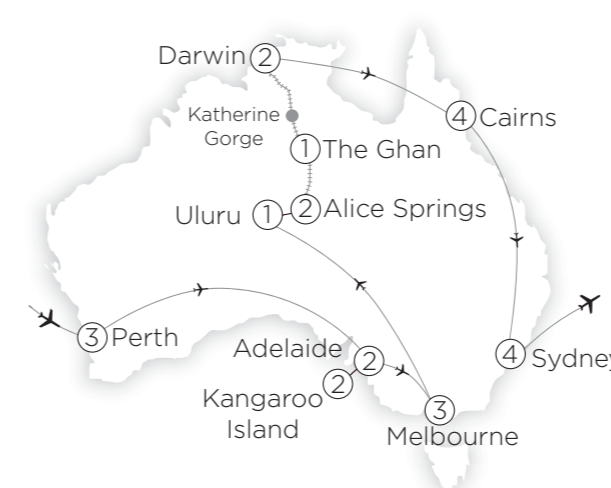 Darwin 2
4 Cairns
Katherine
Gorge
1 The Ghan
Uluru 1
2 Alice Springs
3 Perth
Adelaide 2
4 Sydney
2
Kangaroo
Island
3
Melbourne